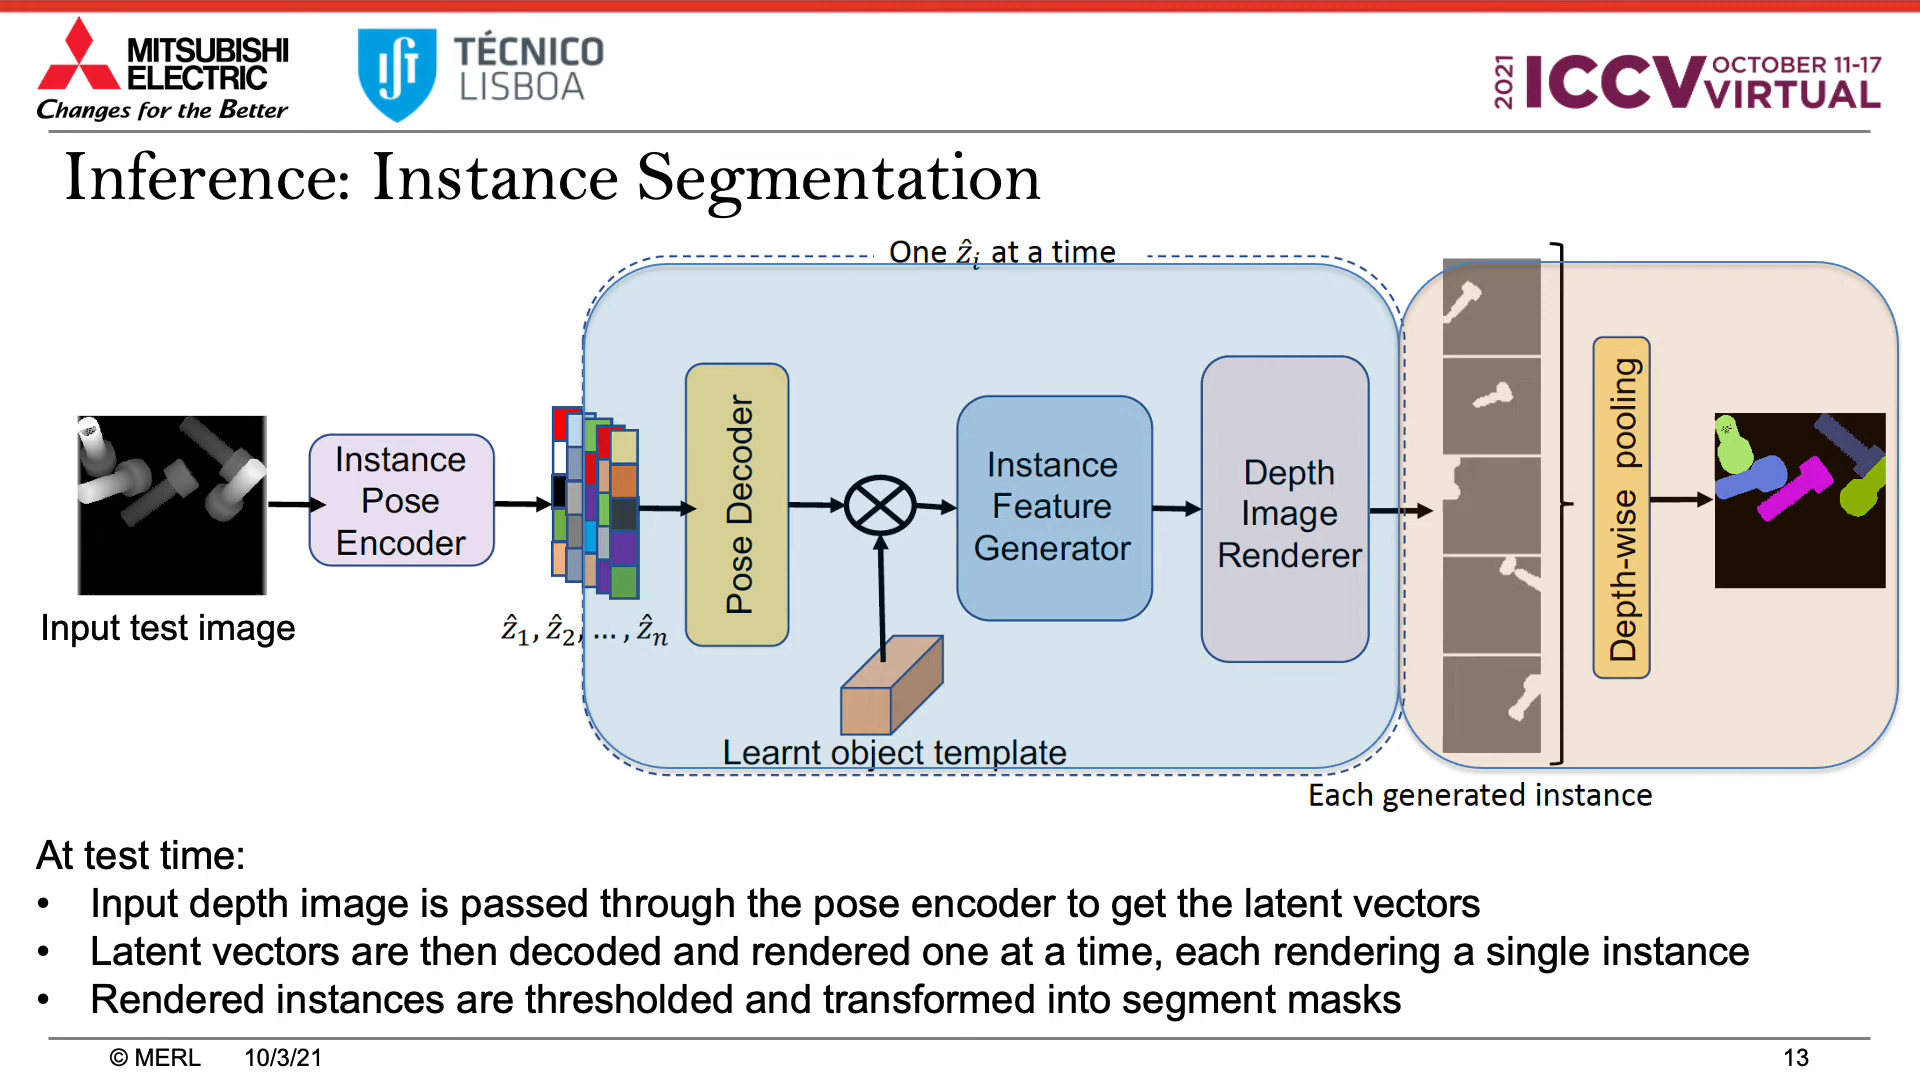 MITSUBISHI
ELECTRIC
Changes for the Better
TÉCNICO
LISBOA
2021 ICCV OCTOBER 11-17
VIRTUAL
Inference: Instance Segmentation
One ẑᵢ at a time
Instance
Pose
Encoder
Pose Decoder
Instance
Feature
Generator
Depth
Image
Renderer
Depth-wise pooling
Input test image
ẑ₁, ẑ₂, ... , ẑₙ
Learnt object template
Each generated instance
At test time:
• Input depth image is passed through the pose encoder to get the latent vectors
• Latent vectors are then decoded and rendered one at a time, each rendering a single instance
• Rendered instances are thresholded and transformed into segment masks
© MERL 10/3/21
13